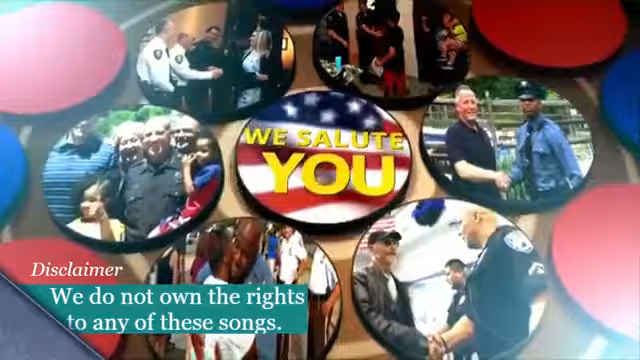 WE SALUTE
YOU
Disclaimer
We do not own the rights
to any of these songs.